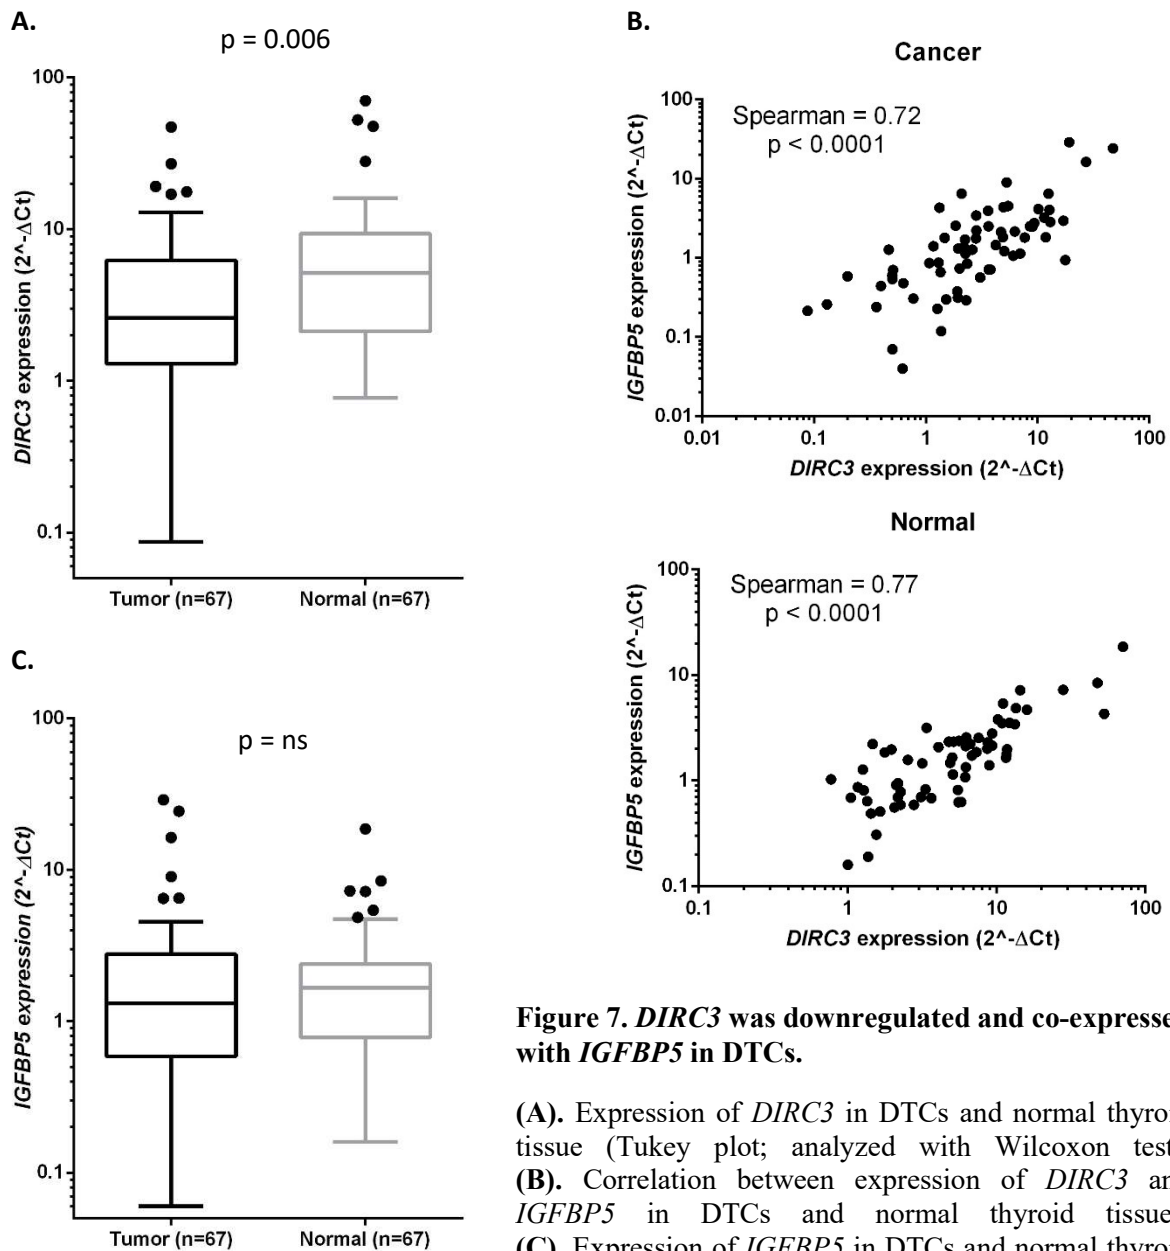 A.
p = 0.006
100
10
1
0.1
DIRC3 expression (2^-ΔCt)
Tumor (n=67)
Normal (n=67)
B.
Cancer
Spearman = 0.72
p < 0.0001
100
10
1
0.1
0.01
IGFBP5 expression (2^-ΔCt)
0.01
0.1
1
10
100
DIRC3 expression (2^-ΔCt)
Normal
Spearman = 0.77
p < 0.0001
100
10
1
0.1
IGFBP5 expression (2^-ΔCt)
0.1
1
10
100
DIRC3 expression (2^-ΔCt)
C.
p = ns
100
10
1
0.1
IGFBP5 expression (2^-ΔCt)
Tumor (n=67)
Normal (n=67)
Figure 7. DIRC3 was downregulated and co-expresse
with IGFBP5 in DTCs.
(A). Expression of DIRC3 in DTCs and normal thyro
tissue (Tukey plot; analyzed with Wilcoxon test
(B). Correlation between expression of DIRC3 an
IGFBP5 in DTCs and normal thyroid tissue
(C). Expression of IGFBP5 in DTCs and normal thyro